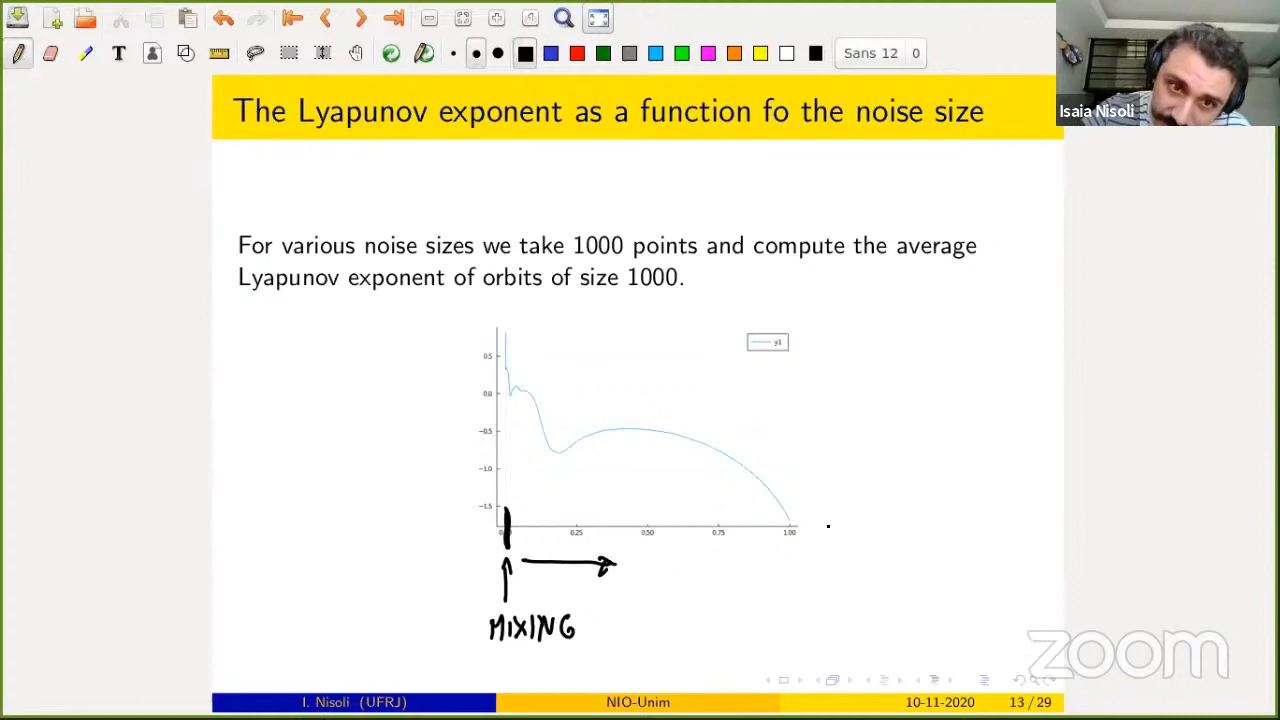 Sans 12 0
Isaia Nisoli
The Lyapunov exponent as a function fo the noise size
For various noise sizes we take 1000 points and compute the average
Lyapunov exponent of orbits of size 1000.
y1
0.5
0.0
-0.5
-1.0
-1.5
0.25 0.50 0.75 1.00
MIXING
zoom
I. Nisoli (UFRJ) NIO-Unim 10-11-2020 13 / 29